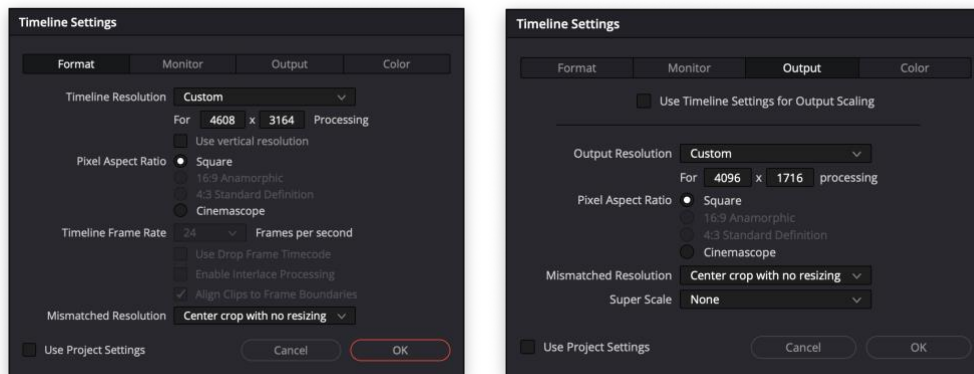 Timeline Settings
Format Monitor Output Color
Timeline Resolution Custom
For 4608 x 3164 Processing
Use vertical resolution
Pixel Aspect Ratio Square
16:9 Anamorphic
4:3 Standard Definition
Cinemascope
Timeline Frame Rate 24 Frames per second
Use Drop Frame Timecode
Enable Interlace Processing
Align Clips to Frame Boundaries
Mismatched Resolution Center crop with no resizing
Use Project Settings Cancel OK
Timeline Settings
Format Monitor Output Color
Use Timeline Settings for Output Scaling
Output Resolution Custom
For 4096 x 1716 processing
Pixel Aspect Ratio Square
16:9 Anamorphic
4:3 Standard Definition
Cinemascope
Mismatched Resolution Center crop with no resizing
Super Scale None
Use Project Settings Cancel OK